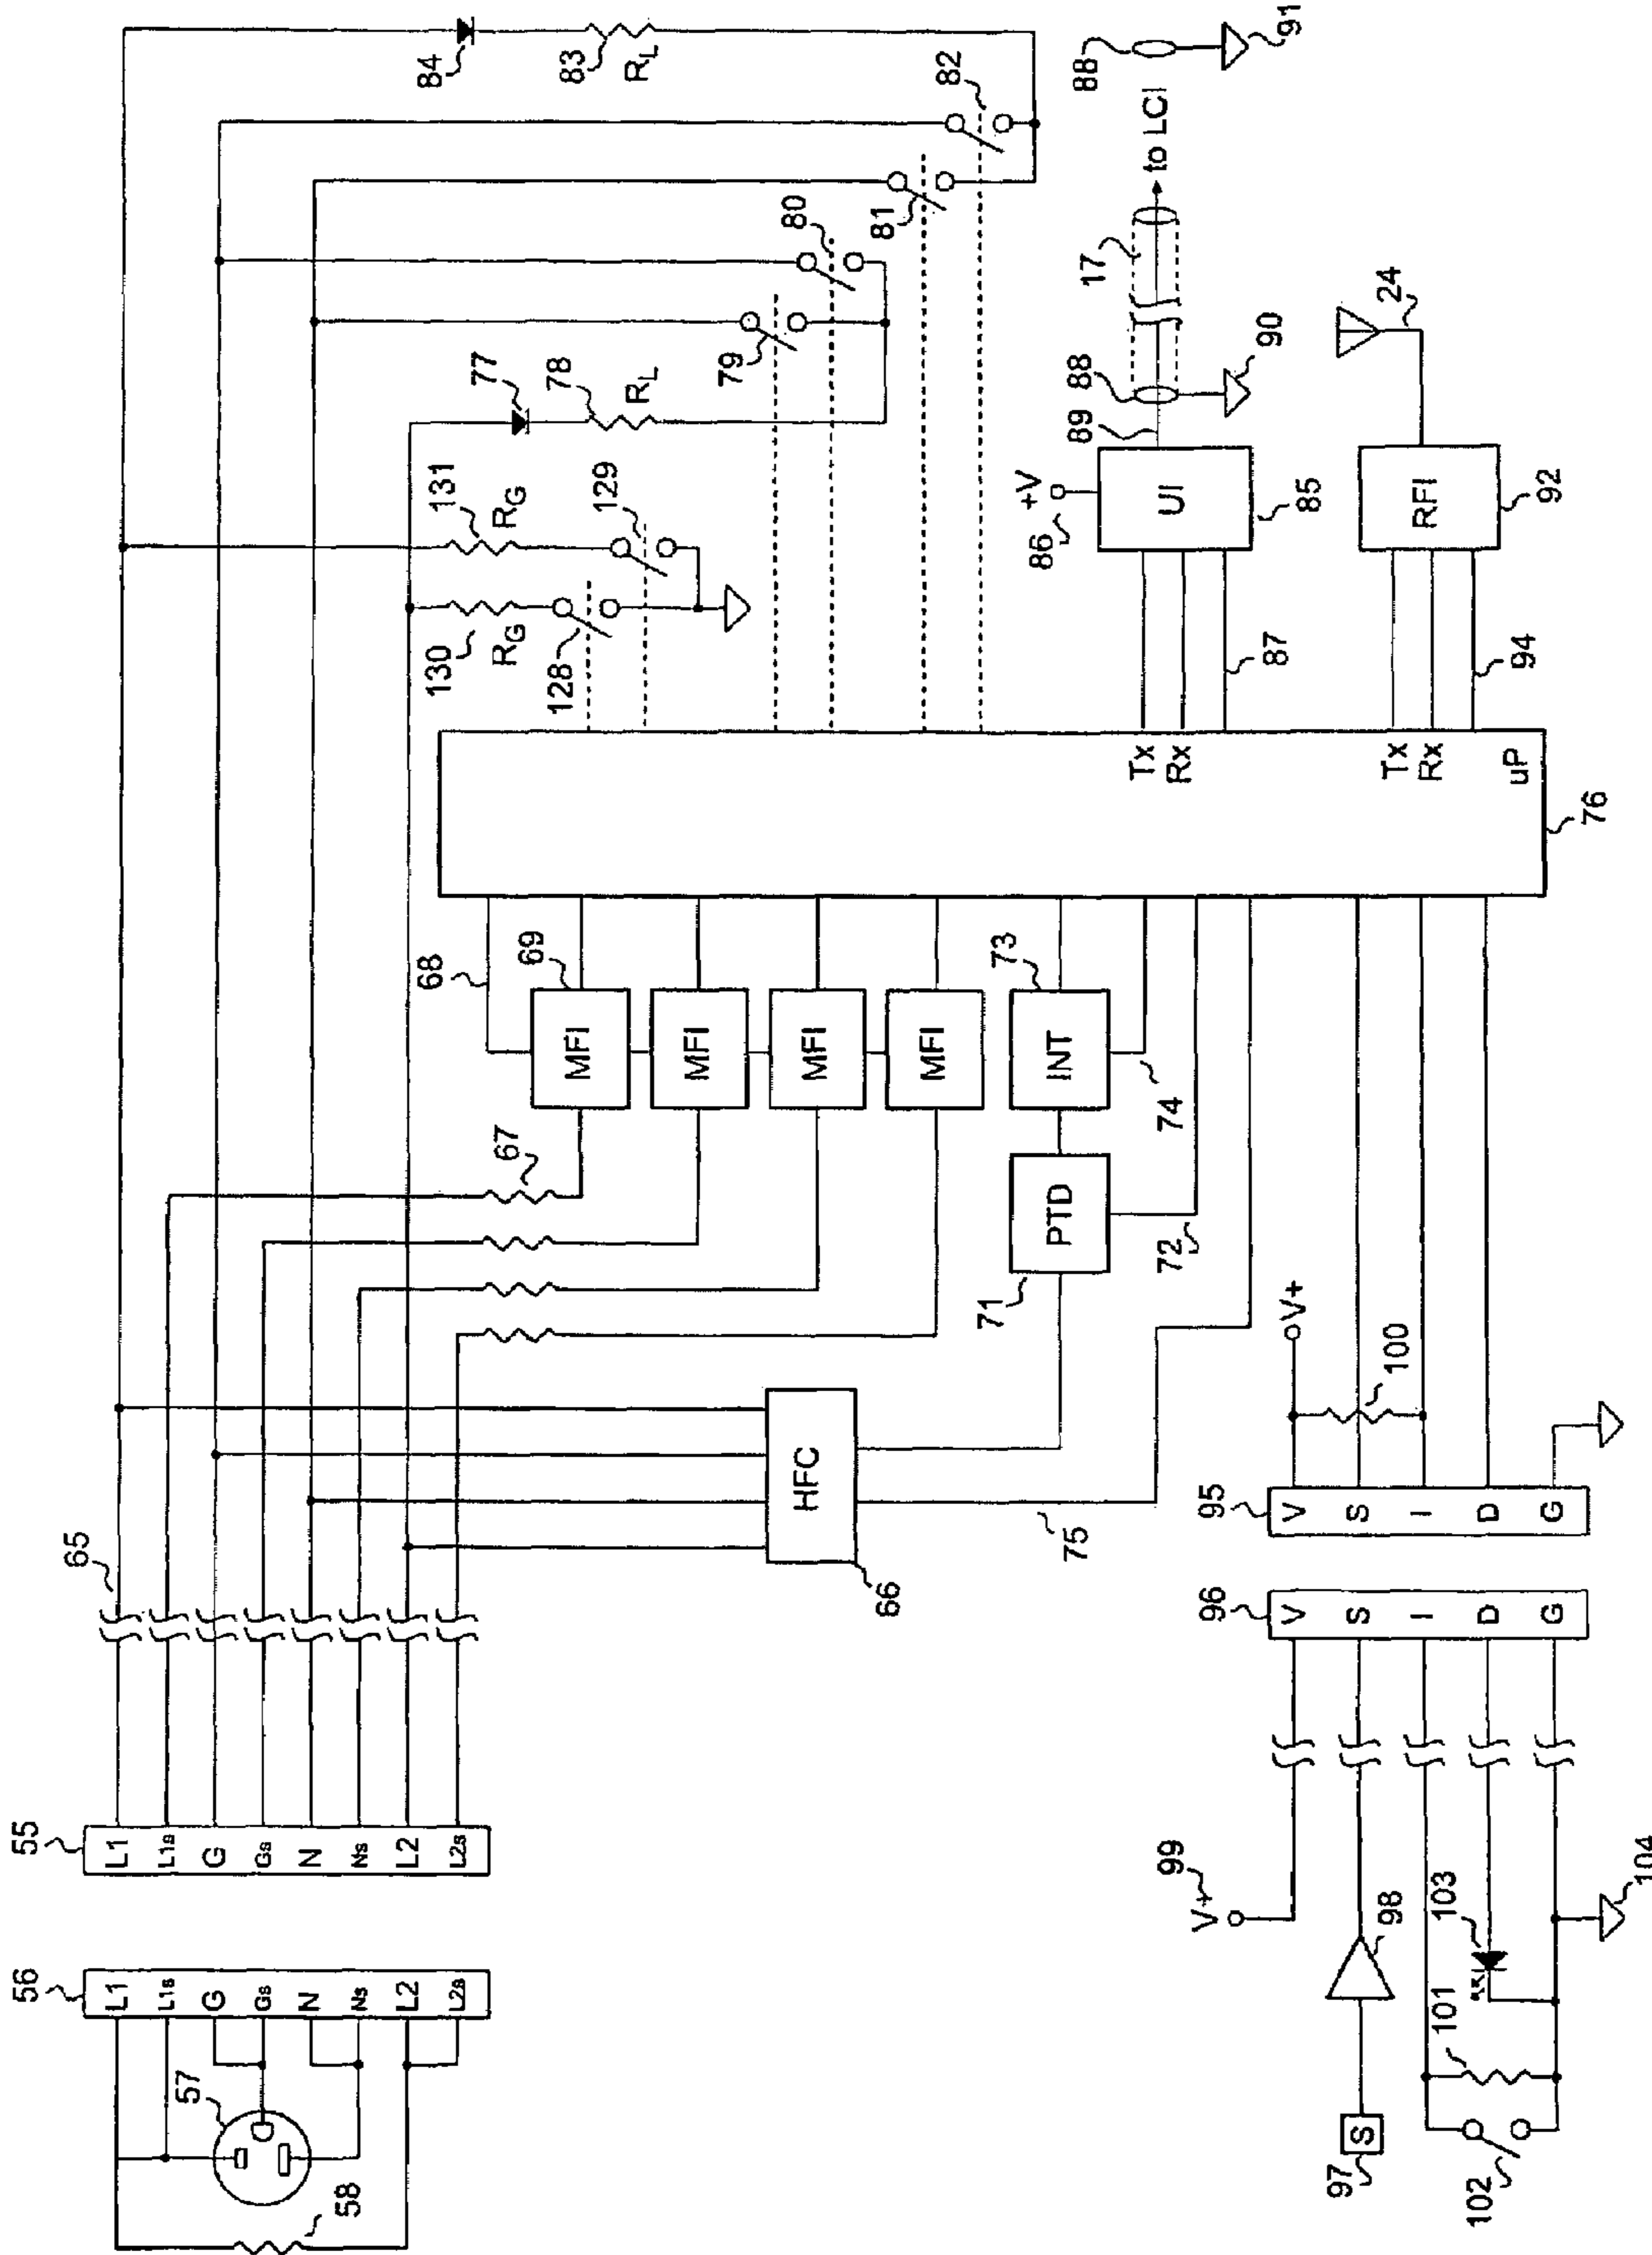 56
L1
L1s
G
Gs
N
Ns
L2
L2s
57
58
55
L1
L1s
G
Gs
N
Ns
L2
L2s
65
HFC
66
75
67
68
69
MFI
MFI
MFI
MFI
PTD
71
72
INT
73
74
Tx
Rx
Tx
Rx
uP
76
130
RG
128
131
RG
129
77
78
RL
79
80
81
82
84
83
RL
+V
86
UI
85
87
89
88
90
17
to LCI
88
91
RFI
92
94
24
97
S
98
V+
99
102
101
103
104
96
V
S
I
D
G
95
V
S
I
D
G
V+
100